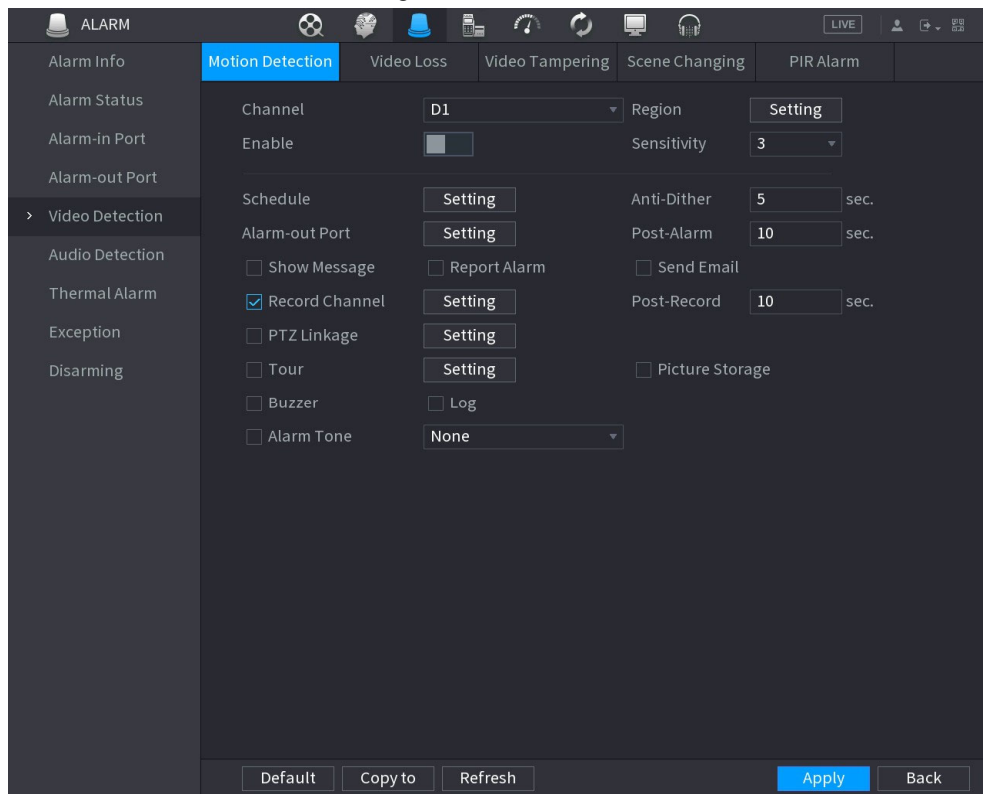 ALARM LIVE
Alarm Info
Alarm Status
Alarm-in Port
Alarm-out Port
> Video Detection
Audio Detection
Thermal Alarm
Exception
Disarming
Motion Detection Video Loss Video Tampering Scene Changing PIR Alarm
Channel D1 Region Setting
Enable Sensitivity 3
Schedule Setting Anti-Dither 5 sec.
Alarm-out Port Setting Post-Alarm 10 sec.
Show Message Report Alarm Send Email
Record Channel Setting Post-Record 10 sec.
PTZ Linkage Setting
Tour Setting Picture Storage
Buzzer Log
Alarm Tone None
Default Copy to Refresh Apply Back